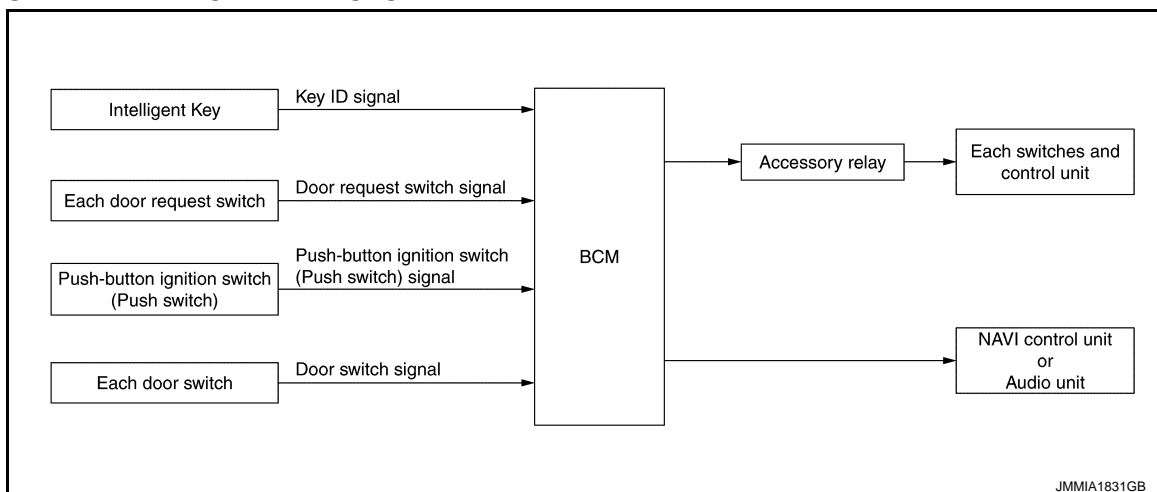 Intelligent Key
Key ID signal
Each door request switch
Door request switch signal
Push-button ignition switch
(Push switch)
Push-button ignition switch
(Push switch) signal
Each door switch
Door switch signal
BCM
Accessory relay
Each switches and
control unit
NAVI control unit
or
Audio unit
JMMIA1831GB